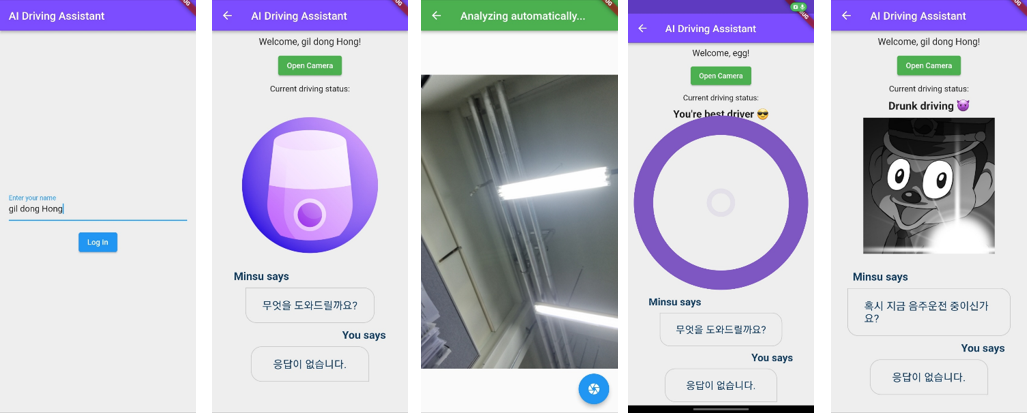 AI Driving Assistant
Enter your name
gil dong Hong
Log In
AI Driving Assistant
Welcome, gil dong Hong!
Open Camera
Current driving status:
Minsu says
무엇을 도와드릴까요?
You says
응답이 없습니다.
Analyzing automatically...
AI Driving Assistant
Welcome, egg!
Open Camera
Current driving status:
You're best driver 😎
Minsu says
무엇을 도와드릴까요?
You says
응답이 없습니다.
AI Driving Assistant
Welcome, gil dong Hong!
Open Camera
Current driving status:
Drunk driving 😈
Minsu says
혹시 지금 음주운전 중이신가
요?
You says
응답이 없습니다.